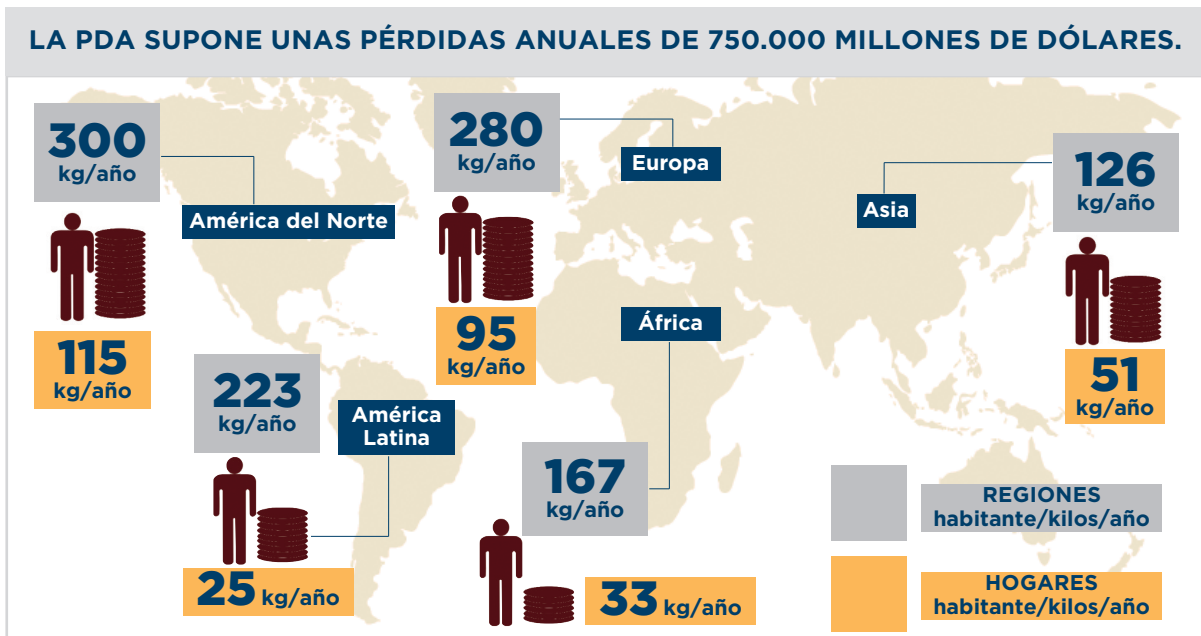 LA PDA SUPONE UNAS PÉRDIDAS ANUALES DE 750.000 MILLONES DE DÓLARES.
300
kg/año
América del Norte
115
kg/año
280
kg/año
Europa
95
kg/año
126
kg/año
Asia
51
kg/año
223
kg/año
América
Latina
25 kg/año
África
167
kg/año
33 kg/año
REGIONES
habitante/kilos/año
HOGARES
habitante/kilos/año